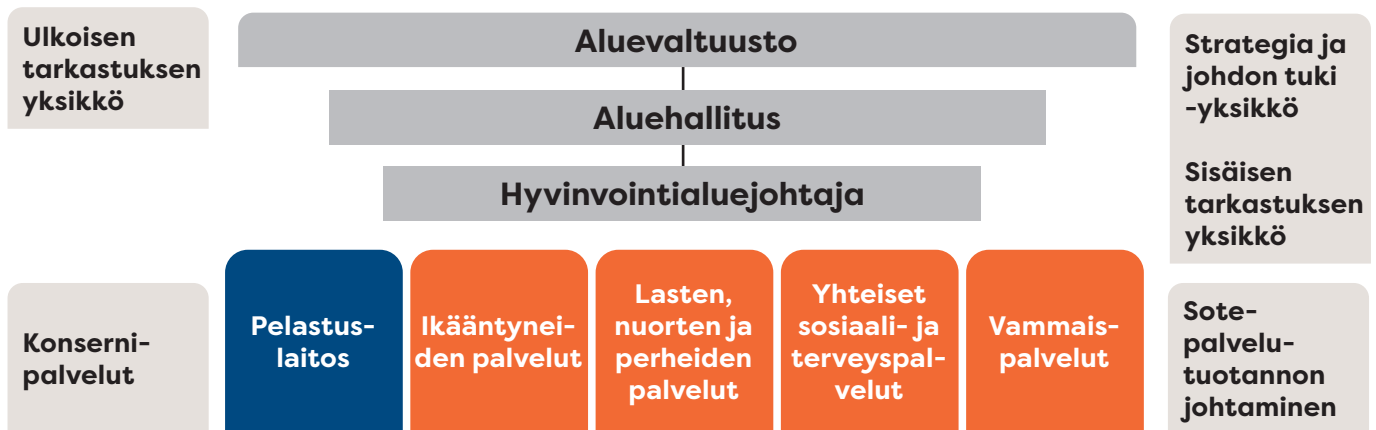 Ulkoisen
tarkastuksen
yksikkö
Aluevaltuusto
Aluehallitus
Hyvinvointialuejohtaja
Strategia ja
johdon tuki
-yksikkö
Sisäisen
tarkastuksen
yksikkö
Konserni-
palvelut
Pelastus-
laitos
Ikääntynei-
den palvelut
Lasten,
nuorten ja
perheiden
palvelut
Yhteiset
sosiaali- ja
terveyspal-
velut
Vammais-
palvelut
Sote-
palvelu-
tuotannon
johtaminen